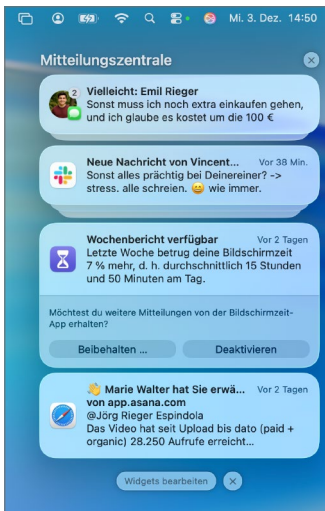 Mi. 3. Dez. 14:50
Mitteilungszentrale
2
Vielleicht: Emil Rieger
Sonst muss ich noch extra einkaufen gehen,
und ich glaube es kostet um die 100 €
Neue Nachricht von Vincent... Vor 38 Min.
Sonst alles prächtig bei Deinereiner? ->
stress. alle schreien. 😄 wie immer.
Wochenbericht verfügbar Vor 2 Tagen
Letzte Woche betrug deine Bildschirmzeit
7 % mehr, d. h. durchschnittlich 15 Stunden
und 50 Minuten am Tag.
Möchtest du weitere Mitteilungen von der Bildschirmzeit-
App erhalten?
Beibehalten ... Deaktivieren
👋 Marie Walter hat Sie erwä... Vor 2 Tagen
von app.asana.com
@Jörg Rieger Espindola
Das Video hat seit Upload bis dato (paid +
organic) 28.250 Aufrufe erreicht...
Widgets bearbeiten